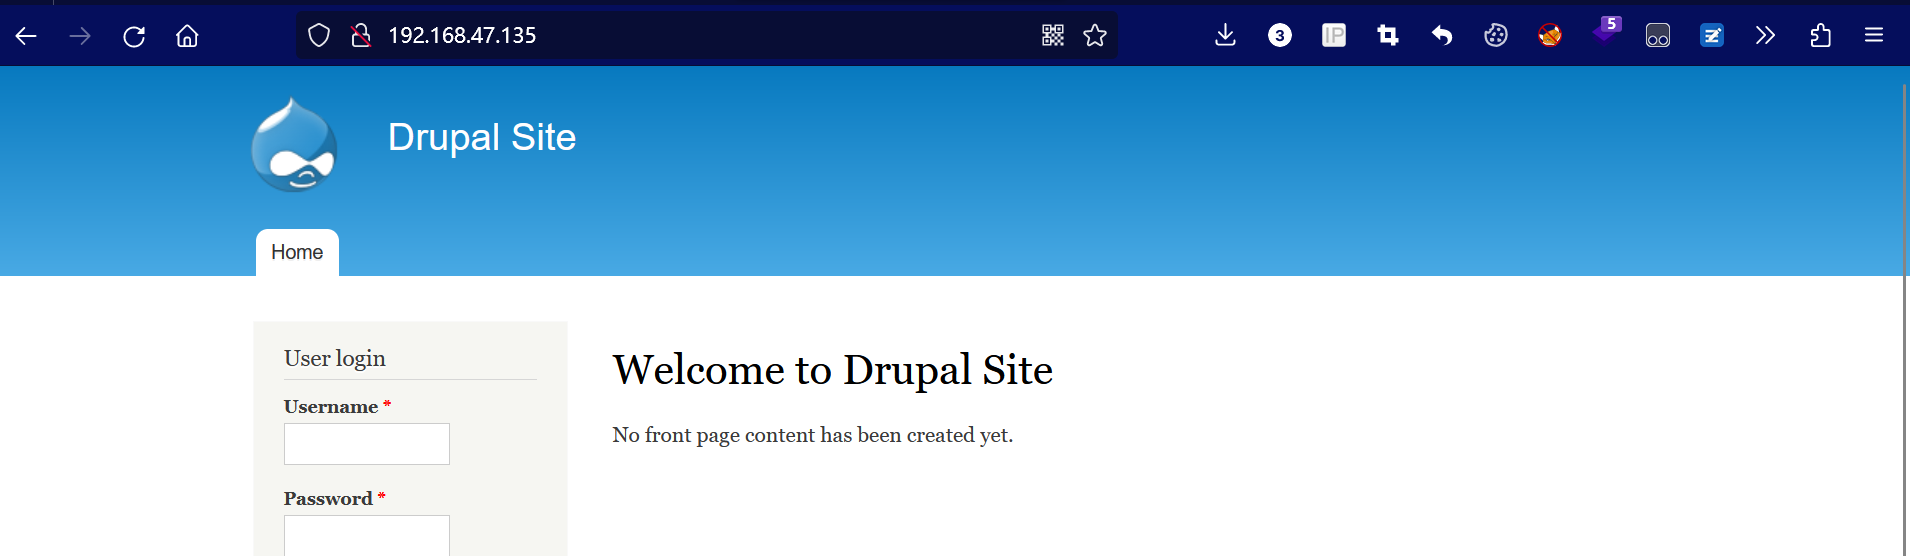 192.168.47.135
3
IP
5
Drupal Site
Home
User login
Username *
Password *
Welcome to Drupal Site
No front page content has been created yet.